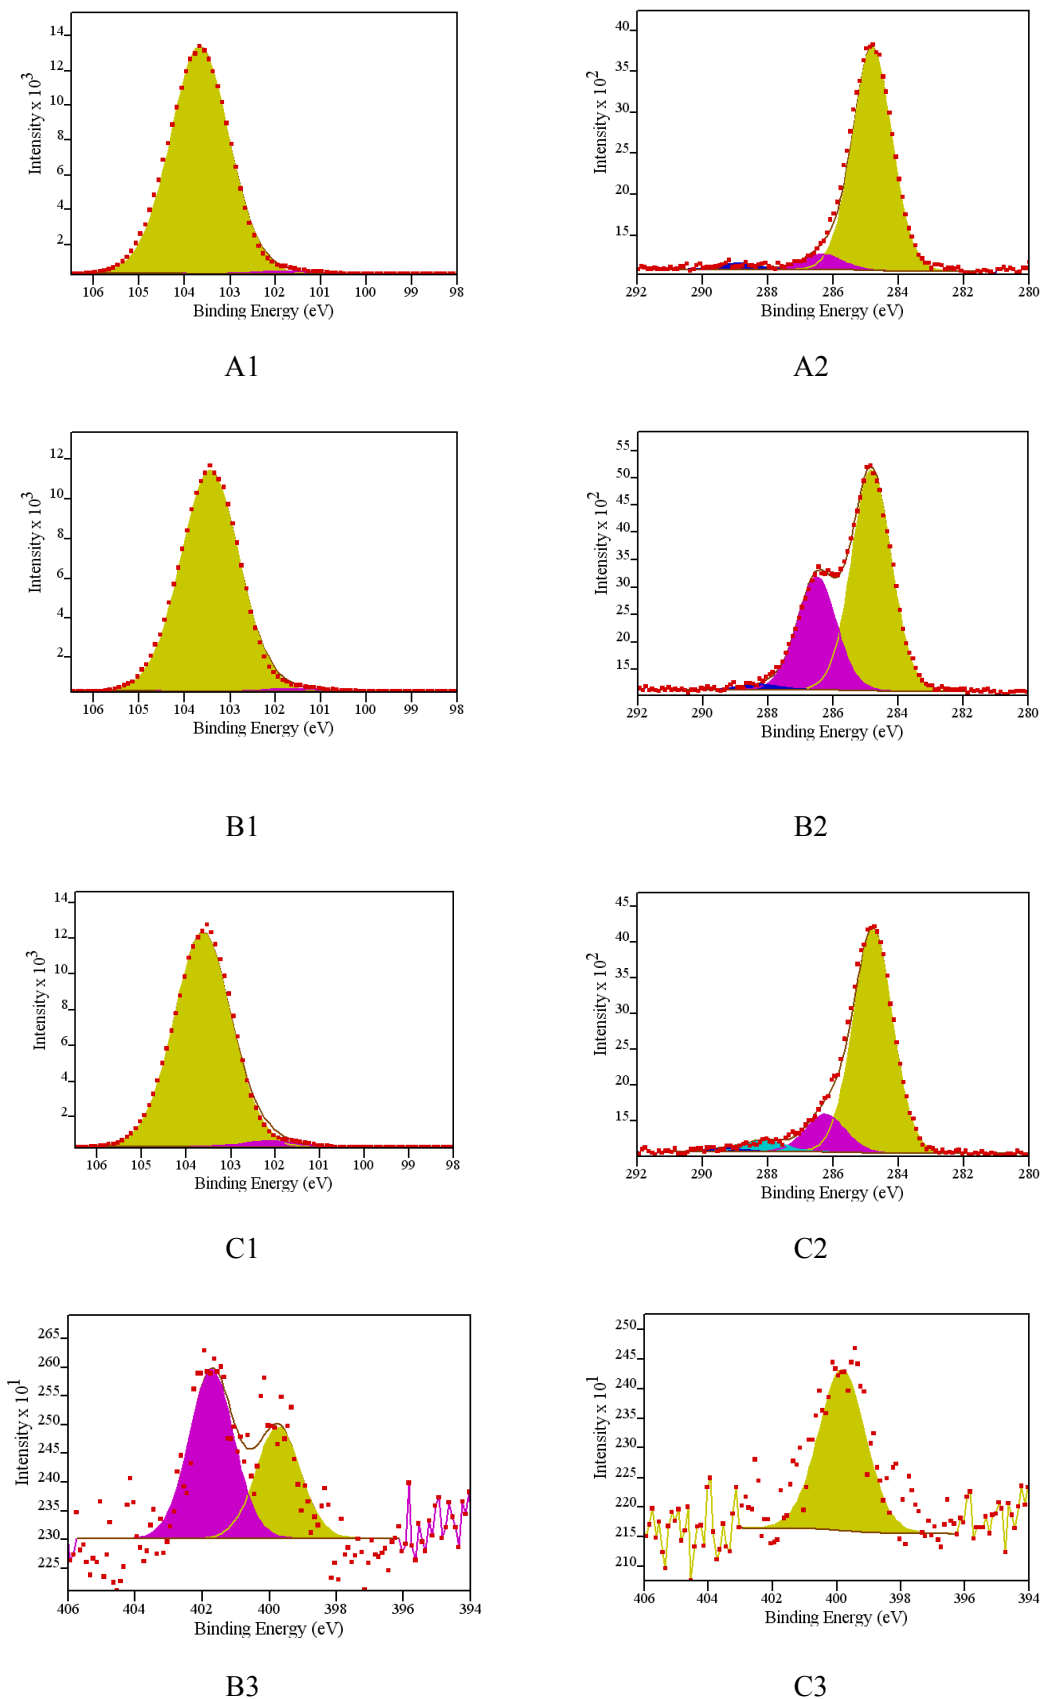 Intensity x 10^3
14
12
10
8
6
4
2
106 105 104 103 102 101 100 99 98
Binding Energy (eV)
A1
Intensity x 10^2
40
35
30
25
20
15
292 290 288 286 284 282 280
Binding Energy (eV)
A2
Intensity x 10^3
12
10
8
6
4
2
106 105 104 103 102 101 100 99 98
Binding Energy (eV)
B1
Intensity x 10^2
55
50
45
40
35
30
25
20
15
292 290 288 286 284 282 280
Binding Energy (eV)
B2
Intensity x 10^3
14
12
10
8
6
4
2
106 105 104 103 102 101 100 99 98
Binding Energy (eV)
C1
Intensity x 10^2
45
40
35
30
25
20
15
292 290 288 286 284 282 280
Binding Energy (eV)
C2
Intensity x 10^1
265
260
255
250
245
240
235
230
225
406 404 402 400 398 396 394
Binding Energy (eV)
B3
Intensity x 10^1
250
245
240
235
230
225
220
215
210
406 404 402 400 398 396 394
Binding Energy (eV)
C3